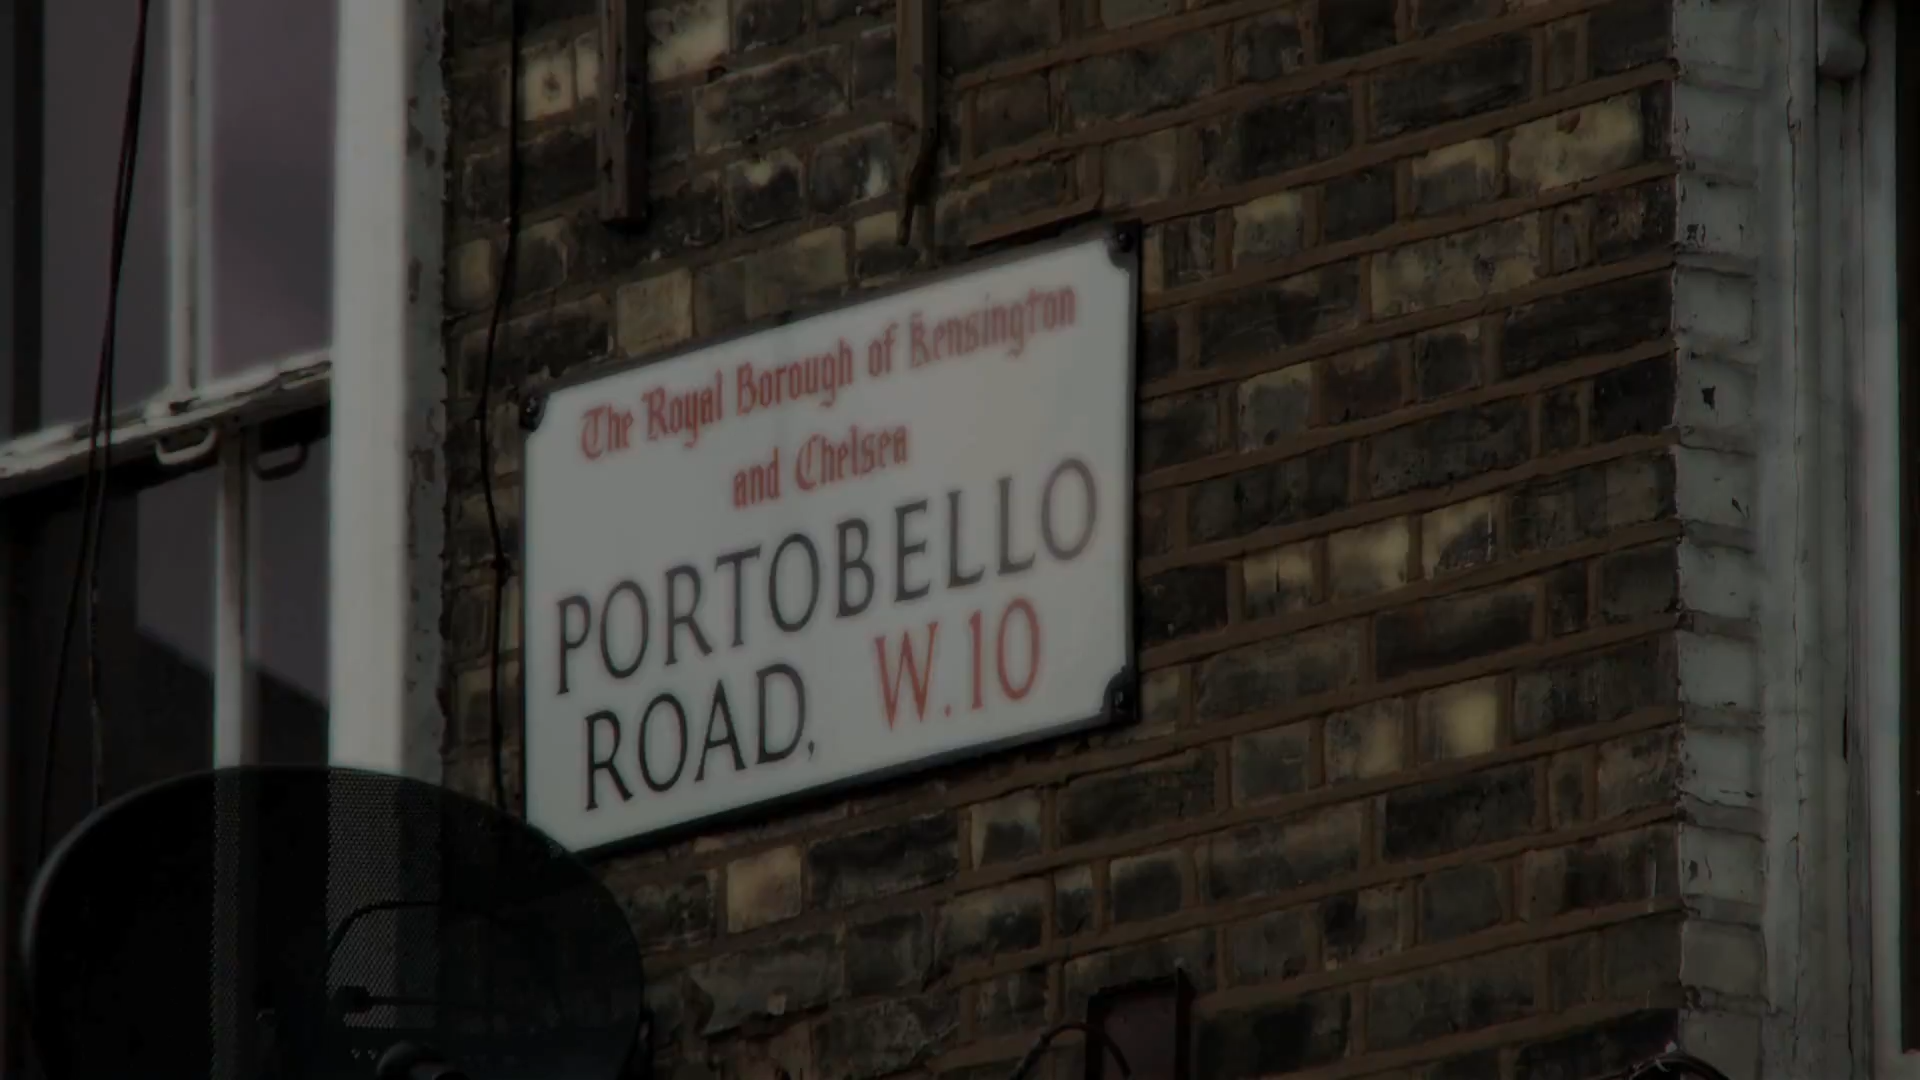 The Royal Borough of Kensington
and Chelsea
PORTOBELLO
ROAD, W.10